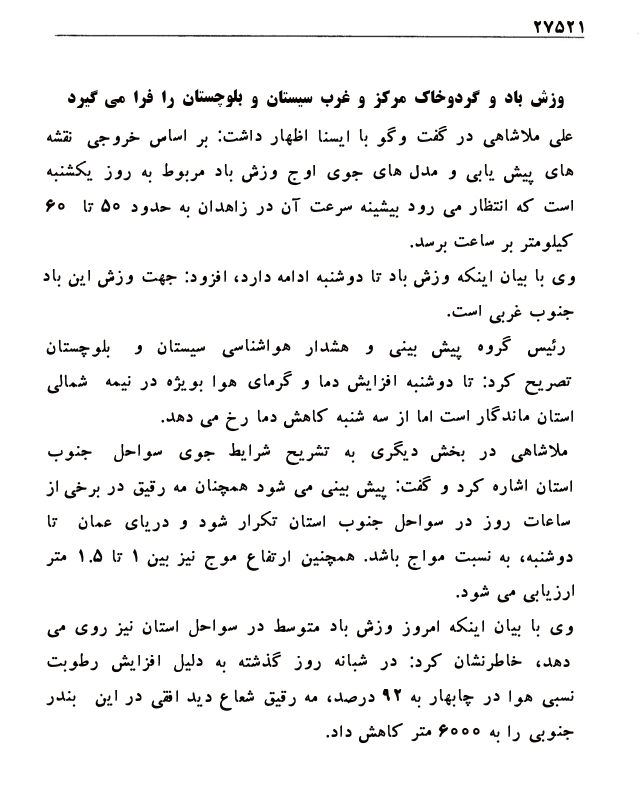 ۲۷۵۲۱
وزش باد و گردوخاک مرکز و غرب سیستان و بلوچستان را فرا می گیرد
علی ملاشاهی در گفت وگو با ایسنا اظهار داشت: بر اساس خروجی نقشه
های پیش یابی و مدل های جوی اوج وزش باد مربوط به روز یکشنبه
است که انتظار می رود بیشینه سرعت آن در زاهدان به حدود ۵۰ تا ۶۰
کیلومتر بر ساعت برسد.
وی با بیان اینکه وزش باد تا دوشنبه ادامه دارد، افزود: جهت وزش این باد
جنوب غربی است.
رئیس گروه پیش بینی و هشدار هواشناسی سیستان و بلوچستان
تصریح کرد: تا دوشنبه افزایش دما و گرمای هوا بویژه در نیمه شمالی
استان ماندگار است اما از سه شنبه کاهش دما رخ می دهد.
ملاشاهی در بخش دیگری به تشریح شرایط جوی سواحل جنوب
استان اشاره کرد و گفت: پیش بینی می شود همچنان مه رقیق در برخی از
ساعات روز در سواحل جنوب استان تکرار شود و دریای عمان تا
دوشنبه، به نسبت مواج باشد. همچنین ارتفاع موج نیز بین ۱ تا ۱.۵ متر
ارزیابی می شود.
وی با بیان اینکه امروز وزش باد متوسط در سواحل استان نیز روی می
دهد، خاطرنشان کرد: در شبانه روز گذشته به دلیل افزایش رطوبت
نسبی هوا در چابهار به ۹۲ درصد، مه رقیق شعاع دید افقی در این بندر
جنوبی را به ۶۰۰۰ متر کاهش داد.